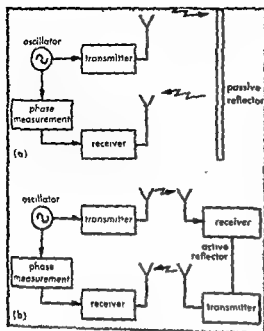 oscillator
transmitter
phase
measurement
receiver
passive
reflector
(a)
oscillator
transmitter
receiver
active
reflector
phase
measurement
receiver
transmitter
(b)